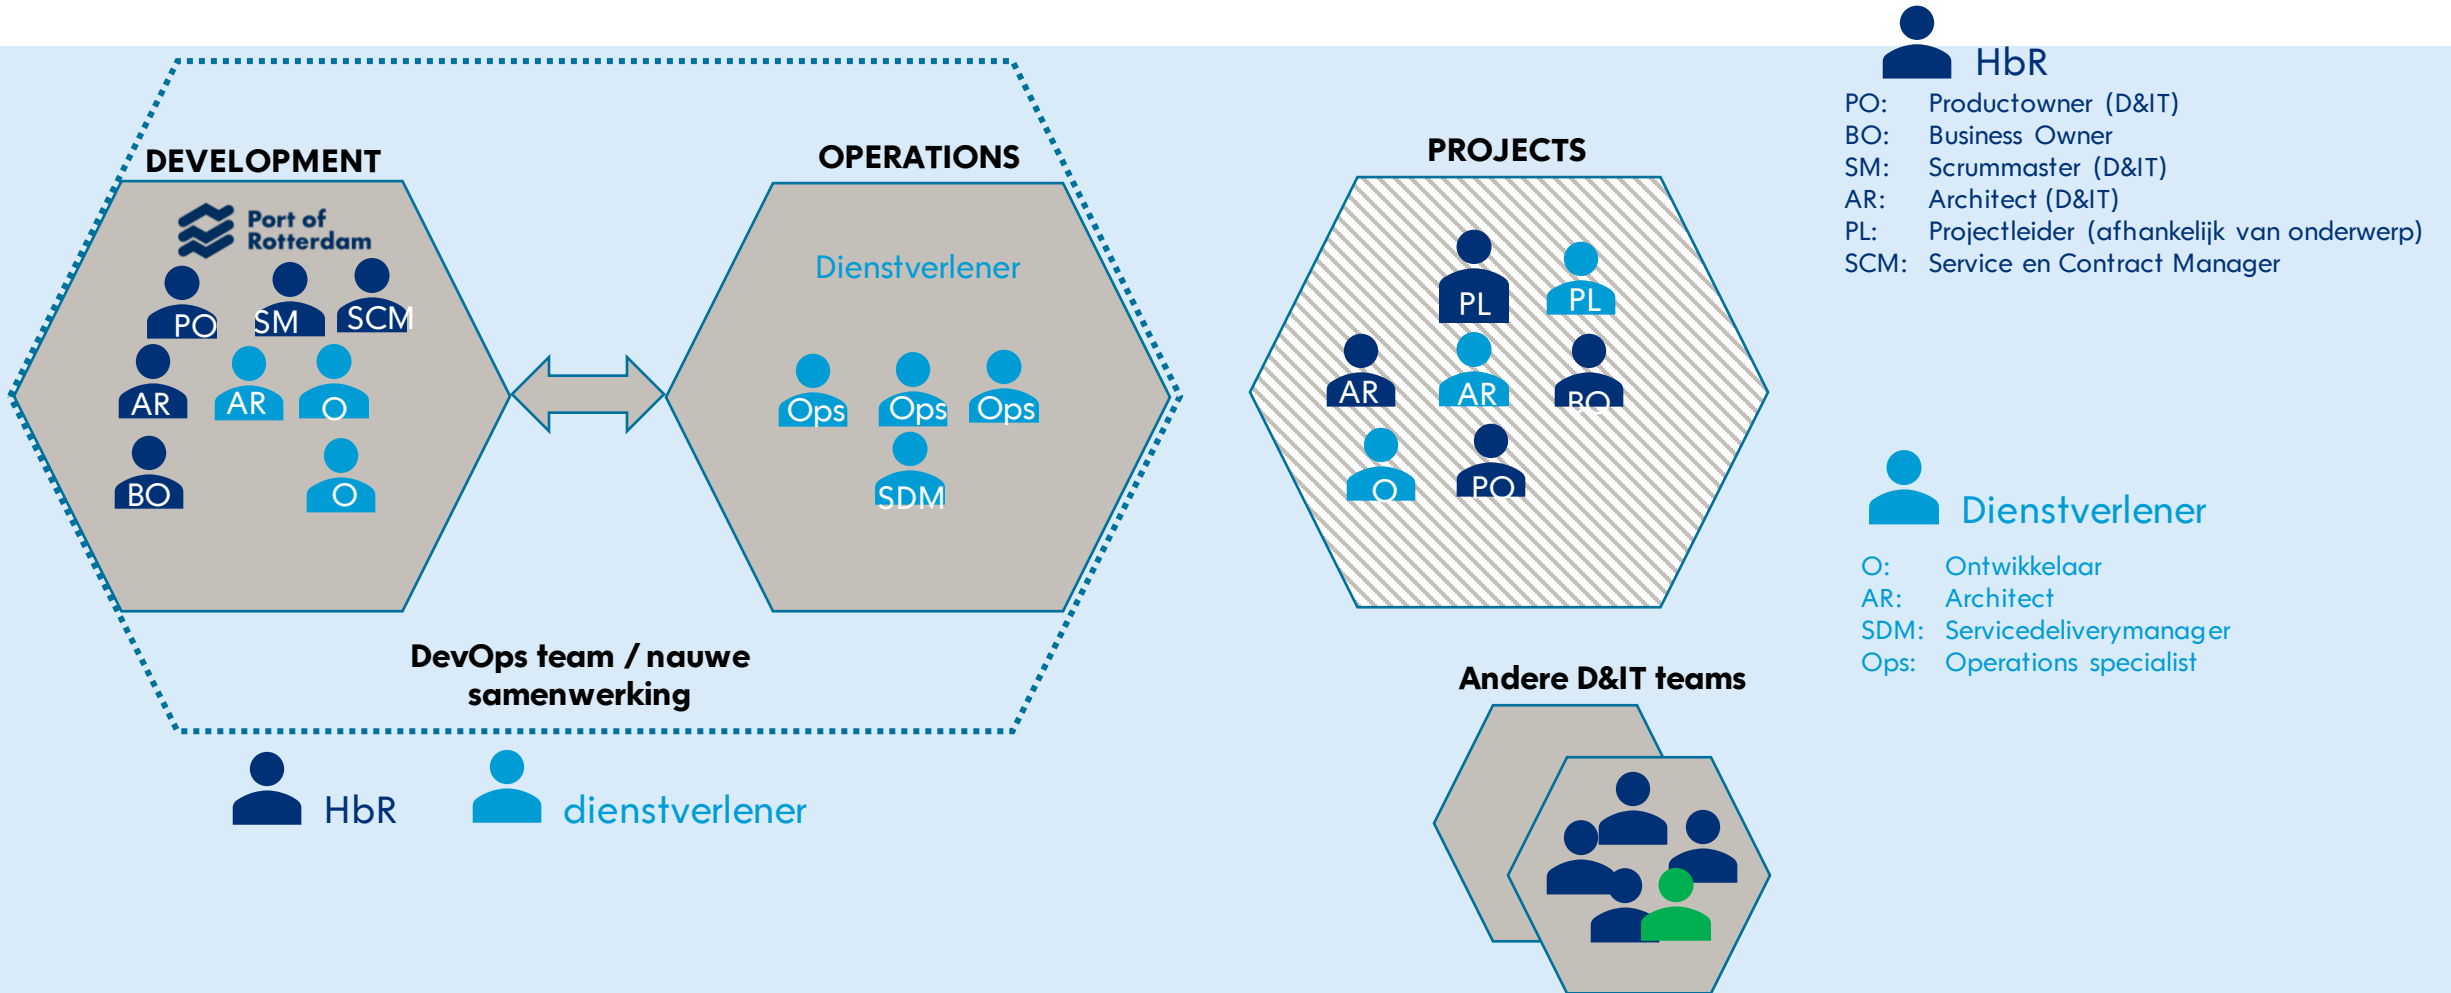 DEVELOPMENT
Port of
Rotterdam
PO
SM
SCM
AR
AR
O
BO
O
OPERATIONS
Dienstverlener
Ops
Ops
Ops
SDM
DevOps team / nauwe
samenwerking
HbR
dienstverlener
PROJECTS
PL
PL
AR
AR
BO
O
PO
Andere D&IT teams
HbR
PO: Productowner (D&IT)
BO: Business Owner
SM: Scrummaster (D&IT)
AR: Architect (D&IT)
PL: Projectleider (afhankelijk van onderwerp)
SCM: Service en Contract Manager
Dienstverlener
O: Ontwikkelaar
AR: Architect
SDM: Servicedeliverymanager
Ops: Operations specialist